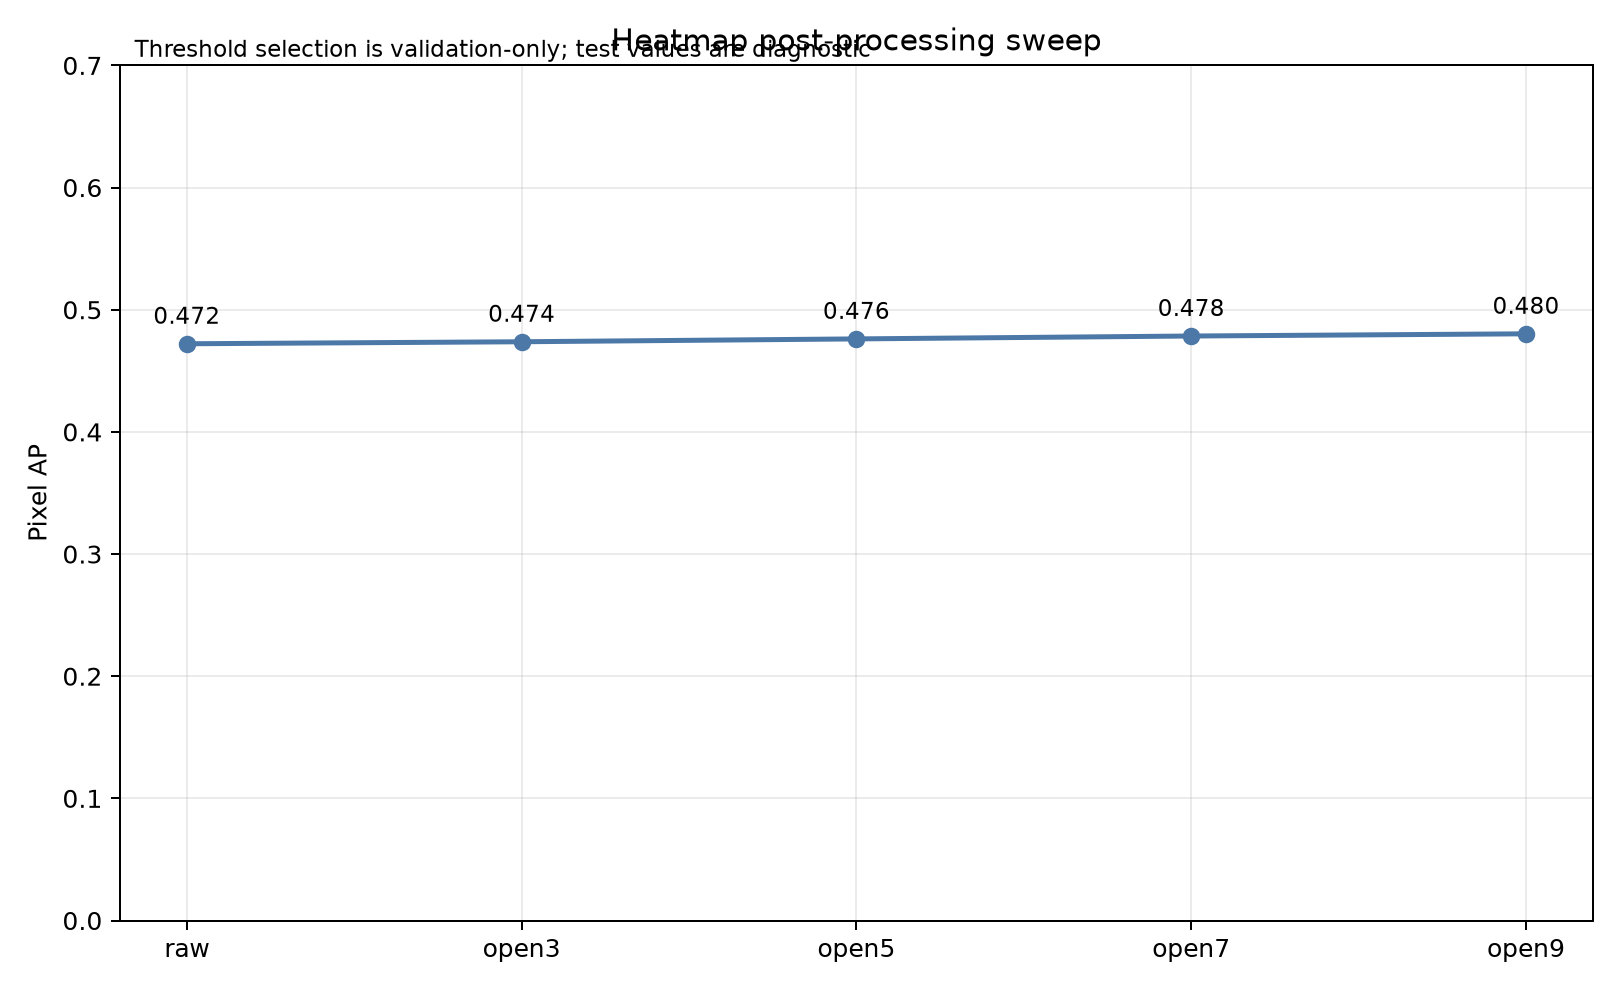 Heatmap post-processing sweep
Threshold selection is validation-only; test values are diagnostic
0.7
0.6
0.5
0.4
0.3
0.2
0.1
0.0
Pixel AP
0.472
0.474
0.476
0.478
0.480
raw
open3
open5
open7
open9